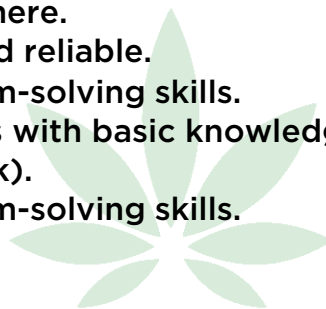 here.
d reliable.
m-solving skills.
s with basic knowledg
k).
m-solving skills.